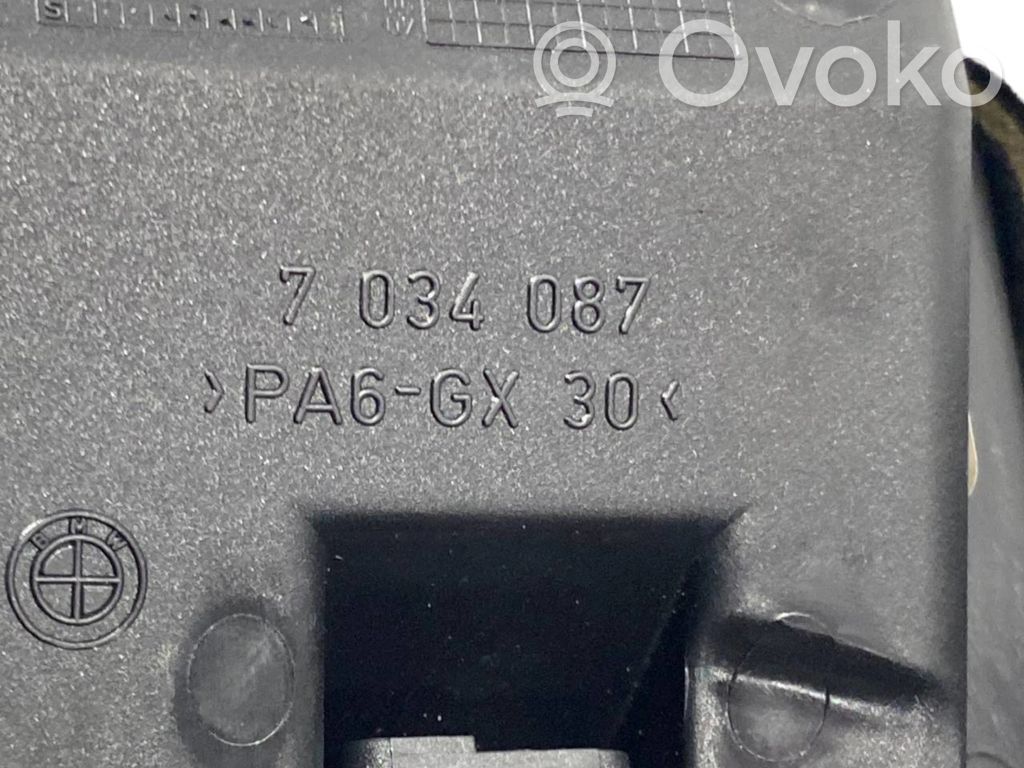 Ovoko
7 034 087
>PA6-GX 30<
BMW